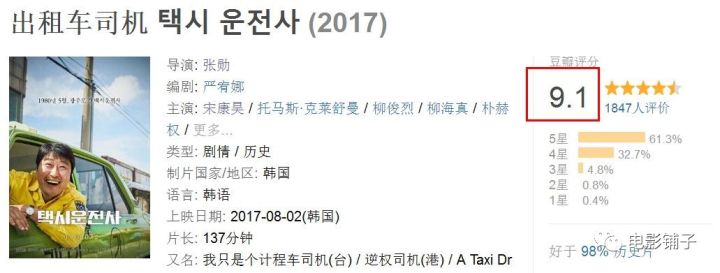 出租车司机 택시 운전사 (2017)
1980년 5월, 광주로 간 택시운전사
택시운전사
导演: 张勋
编剧: 严宥娜
主演: 宋康昊 / 托马斯·克莱舒曼 / 柳俊烈 / 柳海真 / 朴赫
权 / 更多...
类型: 剧情 / 历史
制片国家/地区: 韩国
语言: 韩语
上映日期: 2017-08-02(韩国)
片长: 137分钟
又名: 我只是个计程车司机(台) / 逆权司机(港) / A Taxi Dr
豆瓣评分
9.1
1847人评价
5星 61.3%
4星 32.7%
3星 4.8%
2星 0.8%
1星 0.4%
好于 98% 历史片
电影铺子